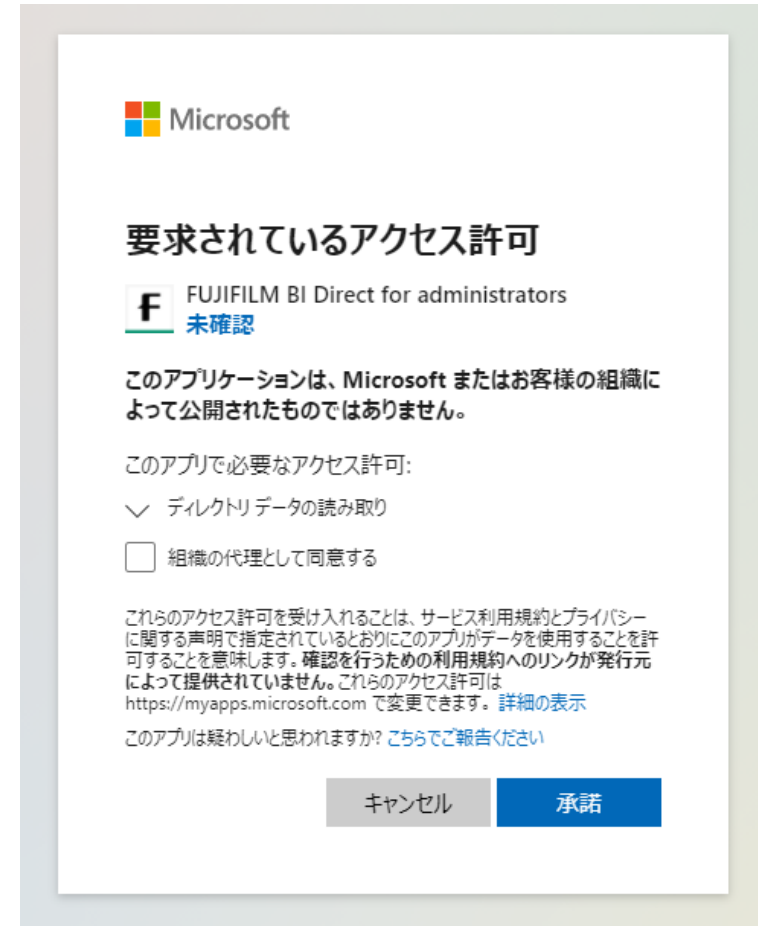 Microsoft
要求されているアクセス許可
FUJIFILM BI Direct for administrators
未確認
このアプリケーションは、Microsoft またはお客様の組織に
よって公開されたものではありません。
このアプリで必要なアクセス許可:
ディレクトリ データの読み取り
組織の代理として同意する
これらのアクセス許可を受け入れることは、サービス利用規約とプライバシー
に関する声明で指定されているとおりにこのアプリがデータを使用することを許
可することを意味します。確認を行うための利用規約へのリンクが発行元
によって提供されていません。これらのアクセス許可は
https://myapps.microsoft.com で変更できます。詳細の表示
このアプリは疑わしいと思われますか? こちらでご報告ください
キャンセル 承諾